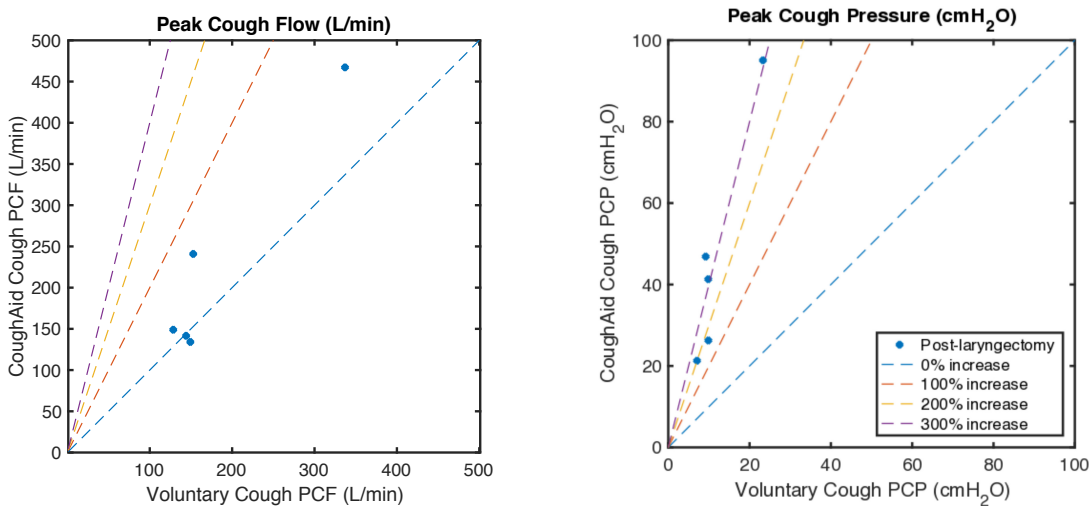 Peak Cough Flow (L/min)
500
450
400
350
300
250
200
150
100
50
0
CoughAid Cough PCF (L/min)
100
200
300
400
500
Voluntary Cough PCF (L/min)
Peak Cough Pressure (cmH₂O)
100
80
60
40
20
0
CoughAid Cough PCP (cmH₂O)
0
20
40
60
80
100
Voluntary Cough PCP (cmH₂O)
Post-laryngectomy
0% increase
100% increase
200% increase
300% increase